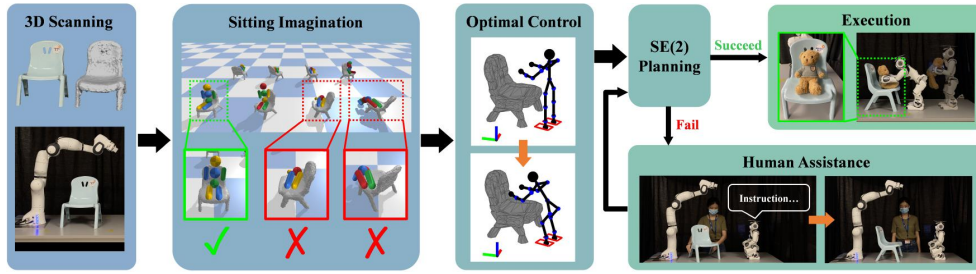 3D Scanning
Sitting Imagination
Optimal Control
SE(2)
Planning
Succeed
Fail
Execution
Human Assistance
Instruction...